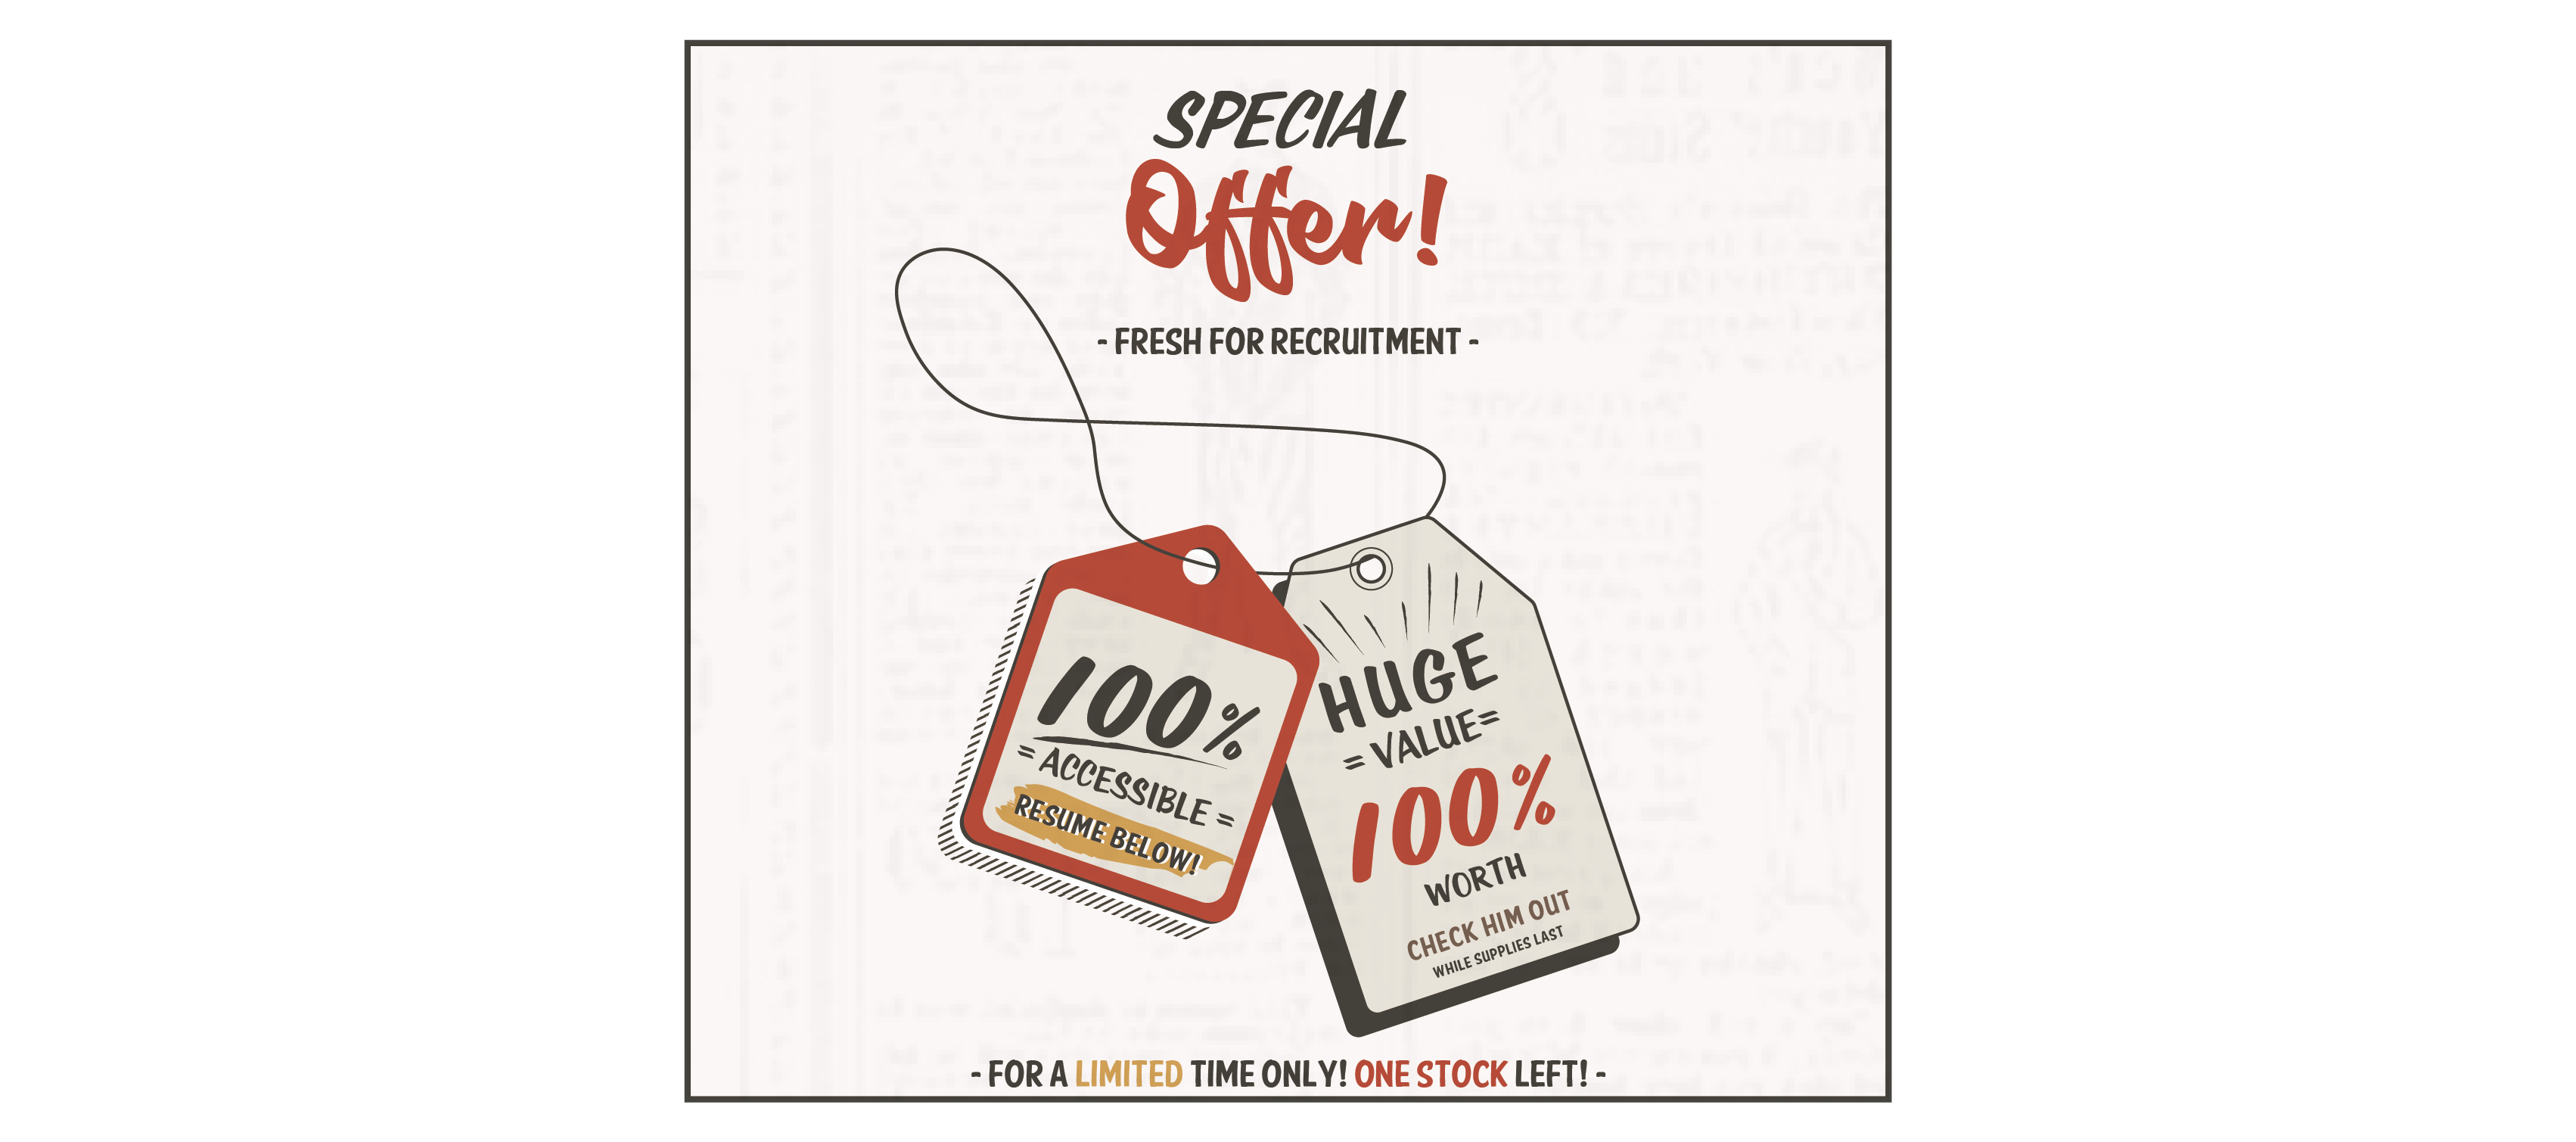 SPECIAL
Offer!
- FRESH FOR RECRUITMENT -
100%
= ACCESSIBLE =
RESUME BELOW!
HUGE
= VALUE =
100%
WORTH
CHECK HIM OUT
WHILE SUPPLIES LAST
- FOR A LIMITED TIME ONLY! ONE STOCK LEFT! -